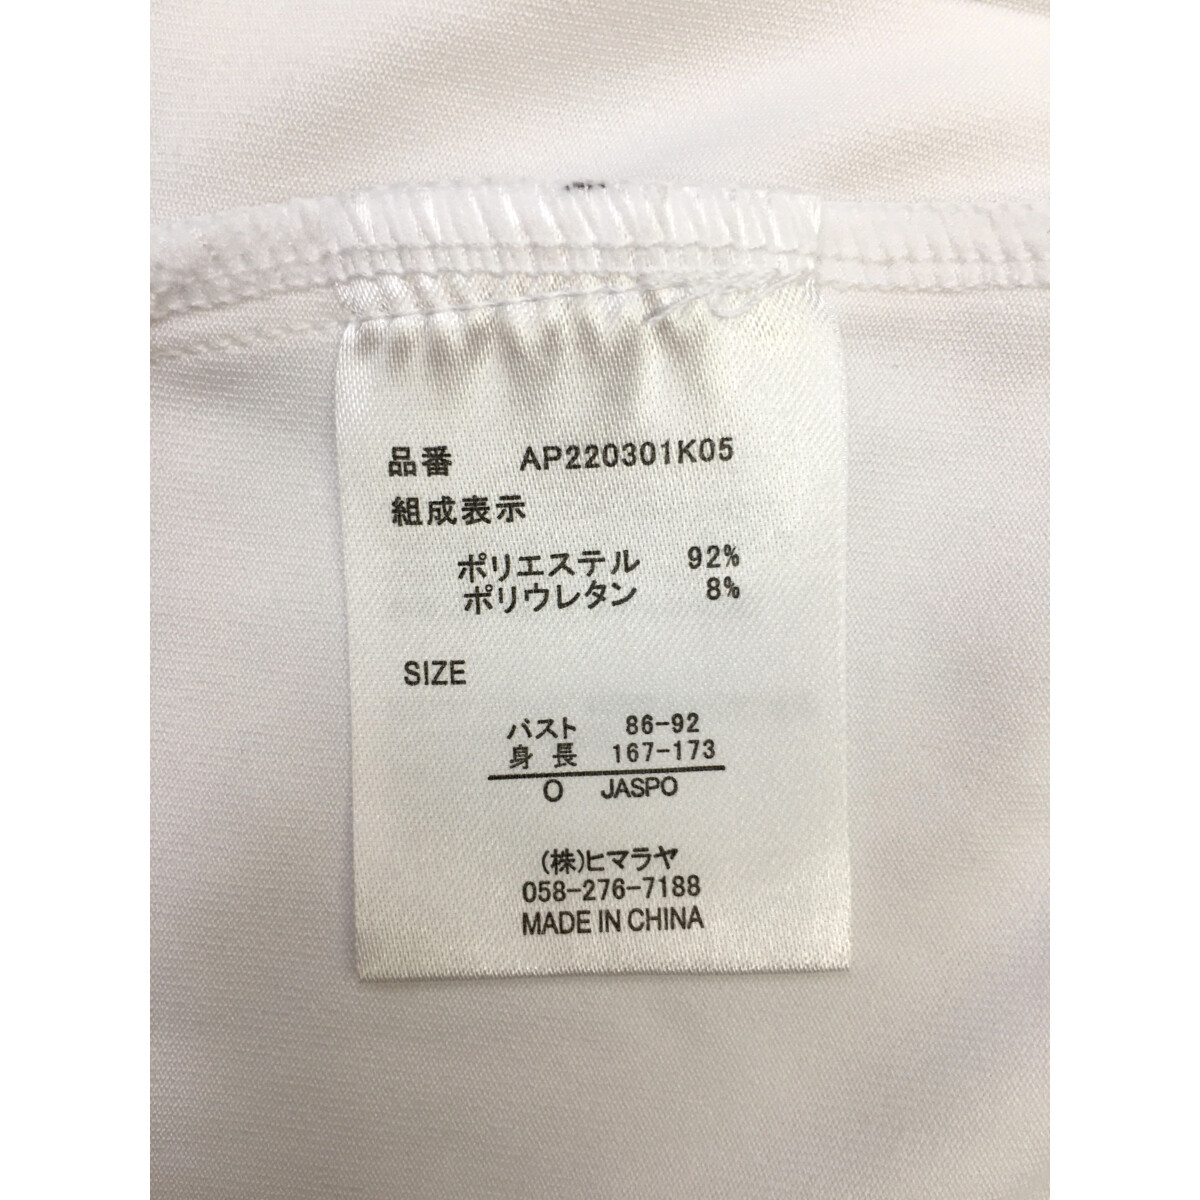 品番 AP220301K05
組成表示
ポリエステル 92%
ポリウレタン 8%
SIZE
バスト 86-92
身長 167-173
O JASPO
(株)ヒマラヤ
058-276-7188
MADE IN CHINA